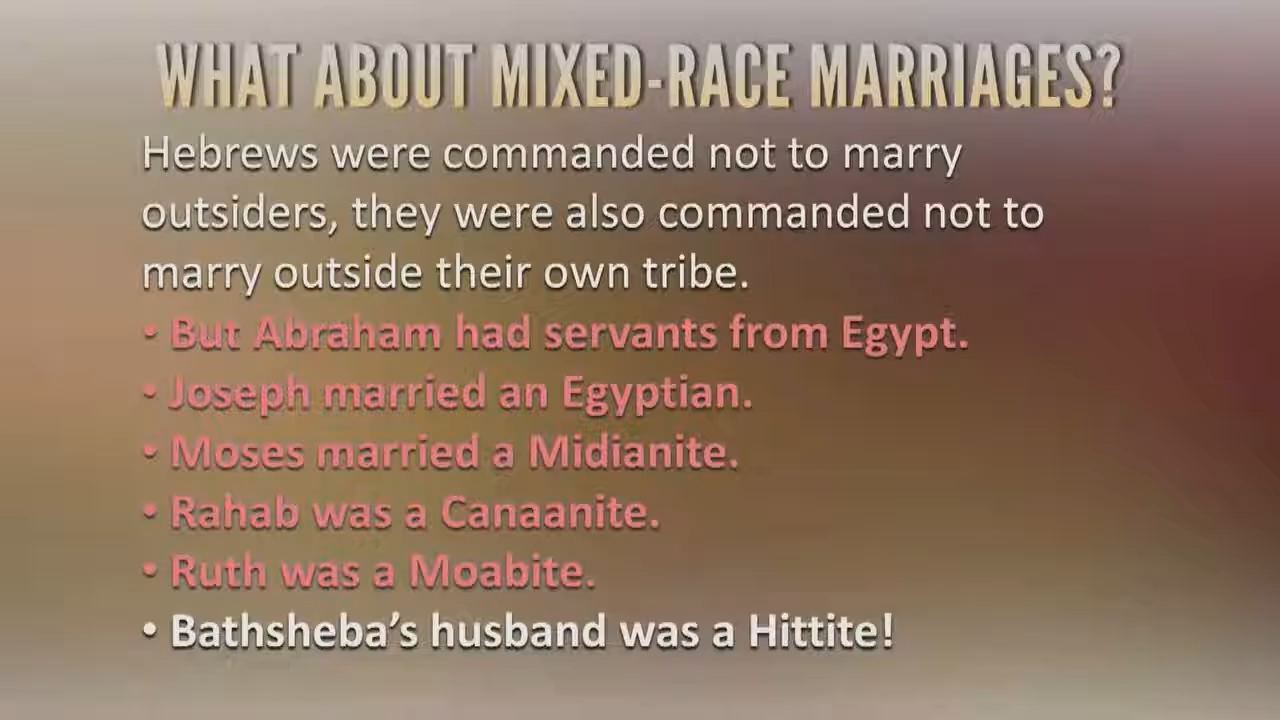 WHAT ABOUT MIXED-RACE MARRIAGES?
Hebrews were commanded not to marry
outsiders, they were also commanded not to
marry outside their own tribe.
• But Abraham had servants from Egypt.
• Joseph married an Egyptian.
• Moses married a Midianite.
• Rahab was a Canaanite.
• Ruth was a Moabite.
• Bathsheba’s husband was a Hittite!